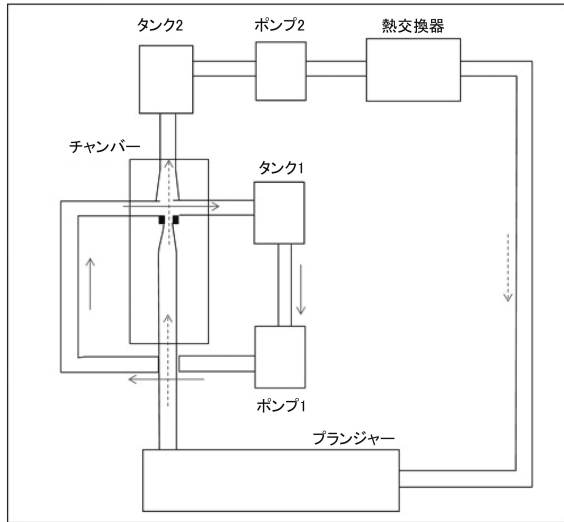 タンク2
ポンプ2
熱交換器
チャンバー
タンク1
ポンプ1
プランジャー